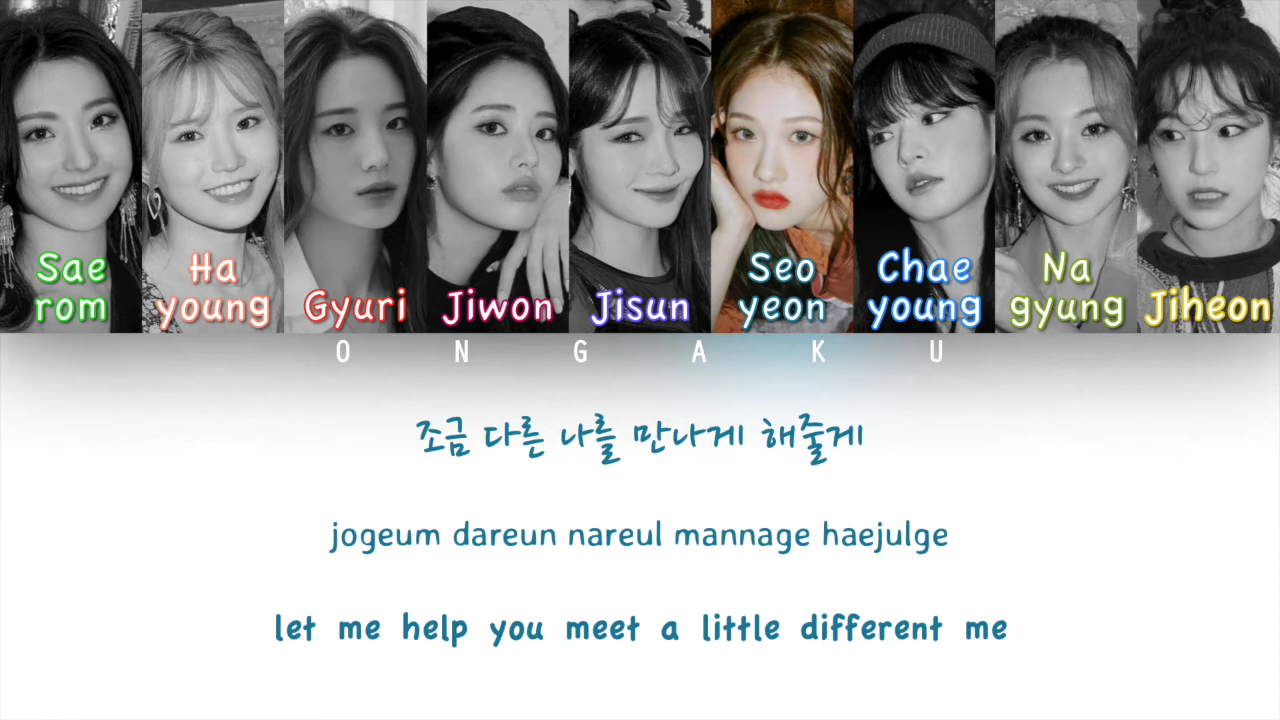 Sae
rom
Ha
young
Gyuri
Jiwon
Jisun
Seo
yeon
Chae
young
Na
gyung
Jiheon
O N G A K U
조금 다른 나를 만나게 해줄게
jogeum dareun nareul mannage haejulge
let me help you meet a little different me